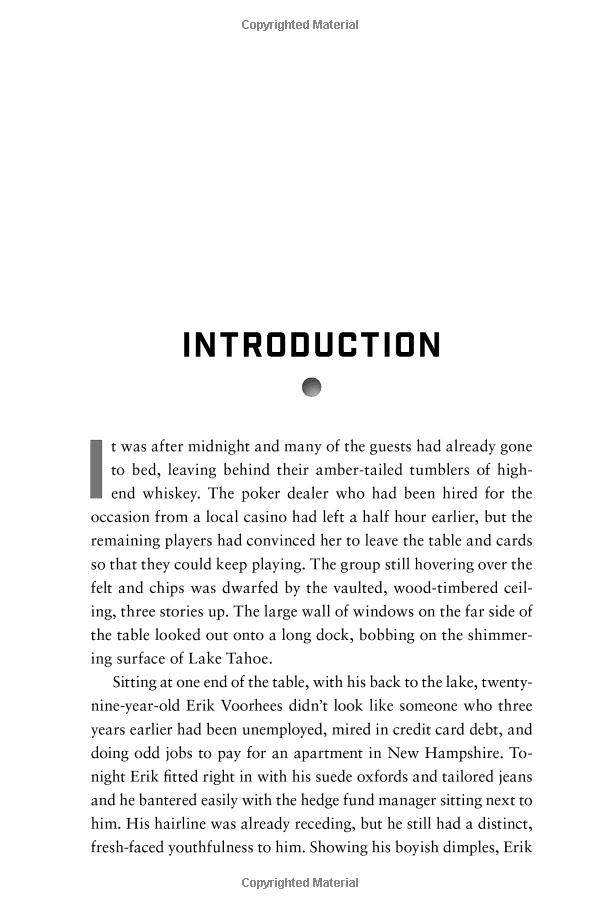 Copyrighted Material
INTRODUCTION
It was after midnight and many of the guests had already gone
to bed, leaving behind their amber-tailed tumblers of high-
end whiskey. The poker dealer who had been hired for the
occasion from a local casino had left a half hour earlier, but the
remaining players had convinced her to leave the table and cards
so that they could keep playing. The group still hovering over the
felt and chips was dwarfed by the vaulted, wood-timbered ceil-
ing, three stories up. The large wall of windows on the far side of
the table looked out onto a long dock, bobbing on the shimmer-
ing surface of Lake Tahoe.
Sitting at one end of the table, with his back to the lake, twenty-
nine-year-old Erik Voorhees didn't look like someone who three
years earlier had been unemployed, mired in credit card debt, and
doing odd jobs to pay for an apartment in New Hampshire. To-
night Erik fitted right in with his suede oxfords and tailored jeans
and he bantered easily with the hedge fund manager sitting next to
him. His hairline was already receding, but he still had a distinct,
fresh-faced youthfulness to him. Showing his boyish dimples, Erik
Copyrighted Material